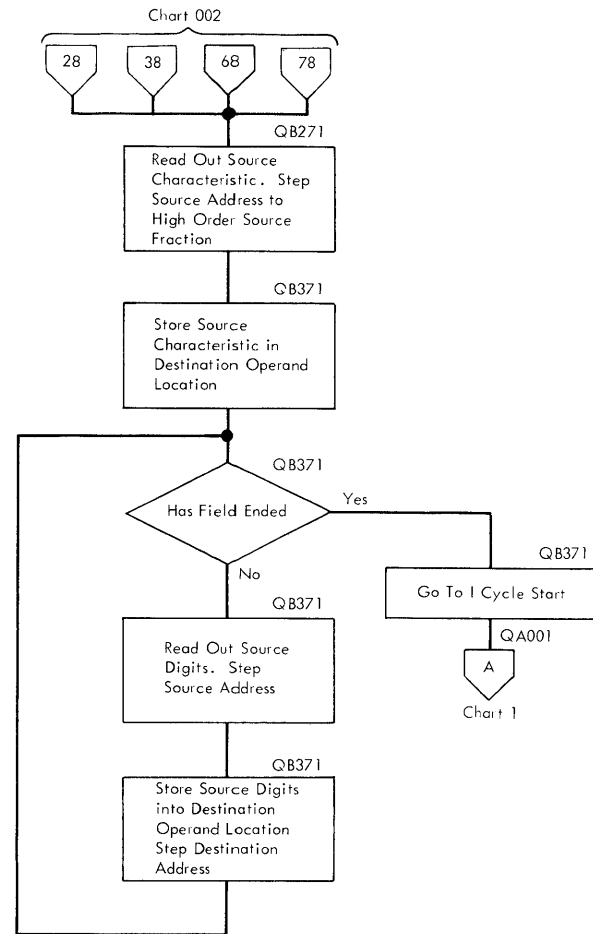 Chart 002
28 38 68 78
QB271
Read Out Source
Characteristic. Step
Source Address to
High Order Source
Fraction
QB371
Store Source
Characteristic in
Destination Operand
Location
QB371
Has Field Ended
Yes
No
QB371
Go To I Cycle Start
QA001
A
Chart 1
QB371
Read Out Source
Digits. Step
Source Address
QB371
Store Source Digits
into Destination
Operand Location
Step Destination
Address